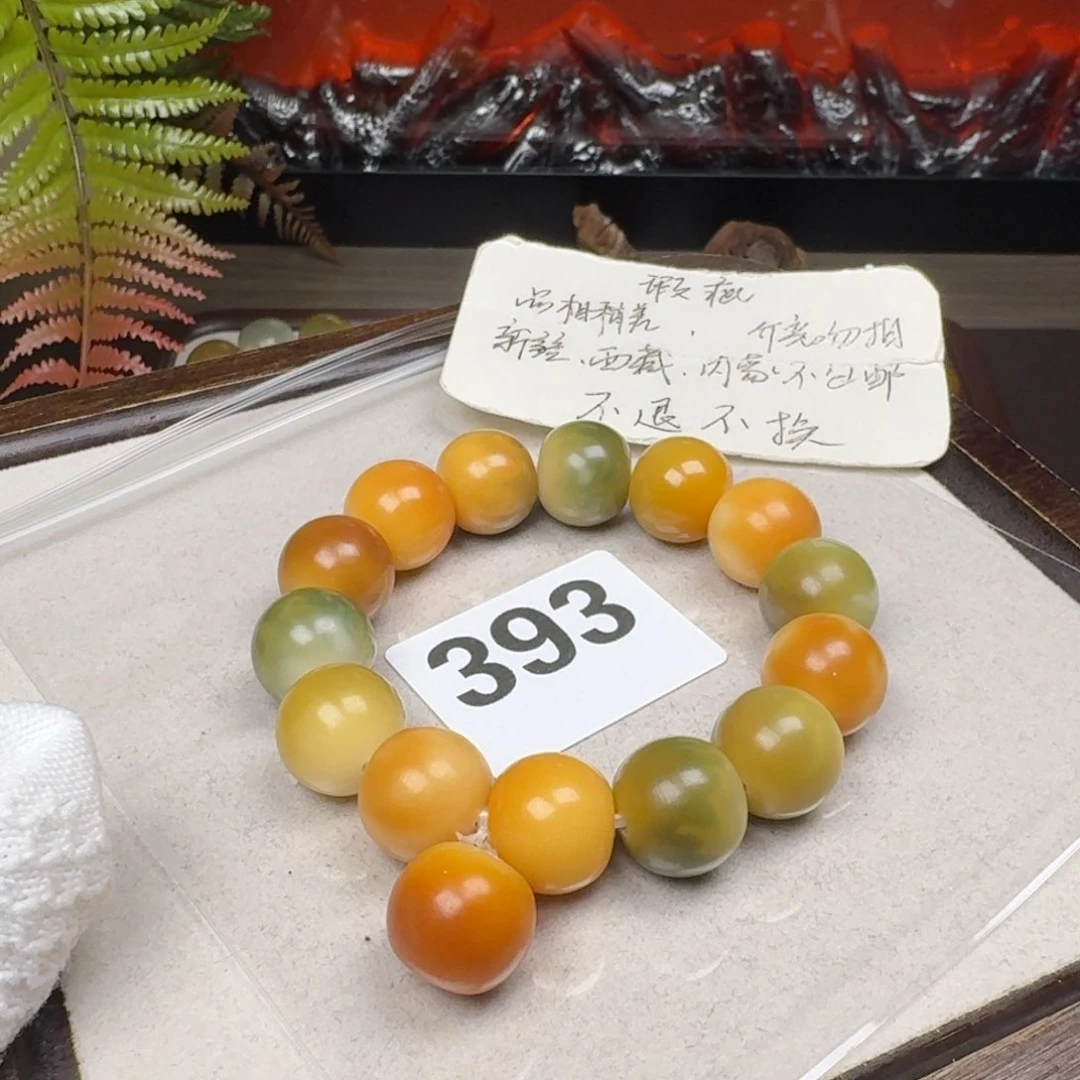 瑕疵
品相稍差，介意勿拍
新疆、西藏、内蒙不包邮
不退不换
393